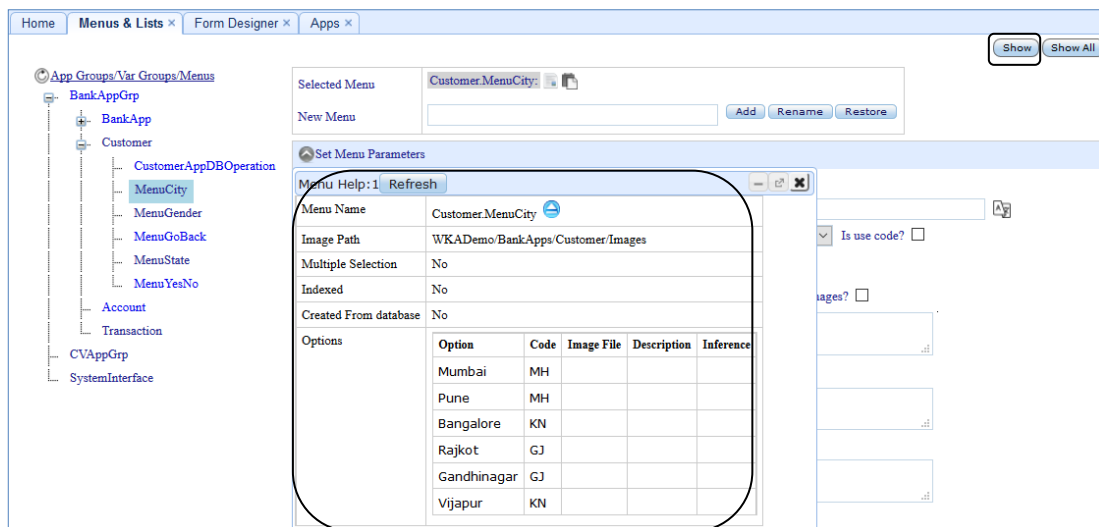 Home Menus & Lists × Form Designer × Apps ×
Show Show All
App Groups/Var Groups/Menus
BankAppGrp
BankApp
Customer
CustomerAppDBOperation
MenuCity
MenuGender
MenuGoBack
MenuState
MenuYesNo
Account
Transaction
CVAppGrp
SystemInterface
Selected Menu Customer.MenuCity:
New Menu Add Rename Restore
Set Menu Parameters
Menu Help:1 Refresh
Menu Name Customer.MenuCity
Image Path WKADemo/BankApps/Customer/Images
Is use code?
Multiple Selection No
Indexed No
Created From database No
Options
Option Code Image File Description Inference
Mumbai MH
Pune MH
Bangalore KN
Rajkot GJ
Gandhinagar GJ
Vijapur KN